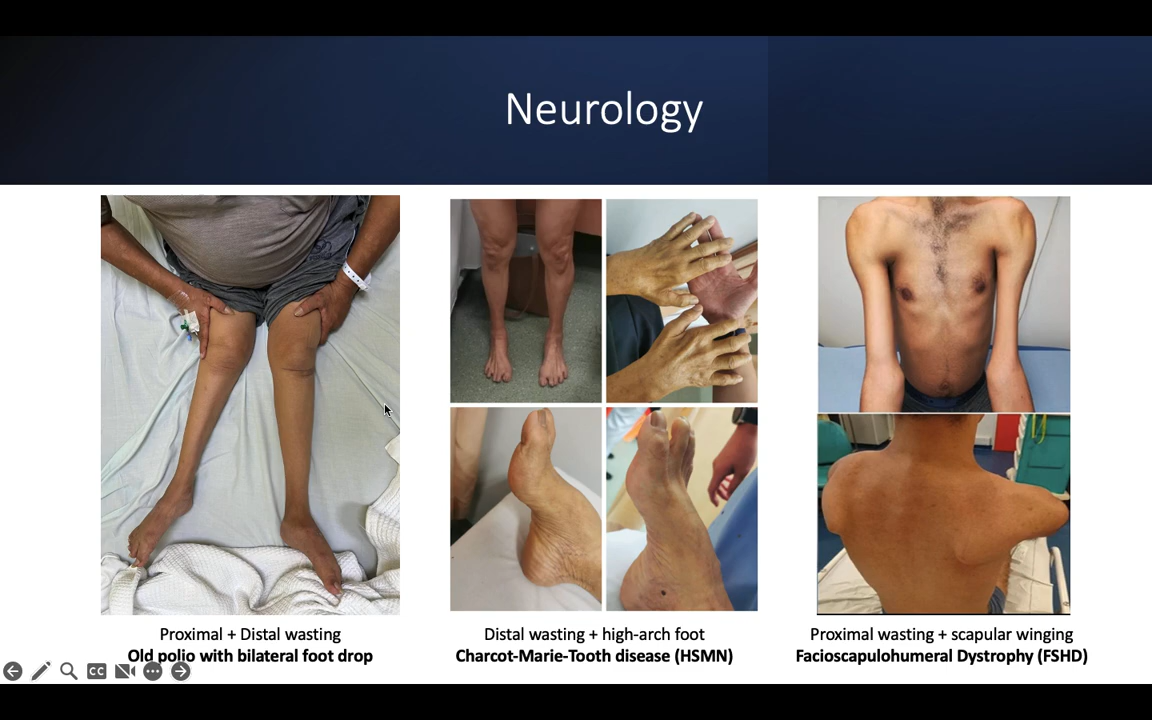 Neurology
Proximal + Distal wasting
Old polio with bilateral foot drop
Distal wasting + high-arch foot
Charcot-Marie-Tooth disease (HSMN)
Proximal wasting + scapular winging
Facioscapulohumeral Dystrophy (FSHD)
CC